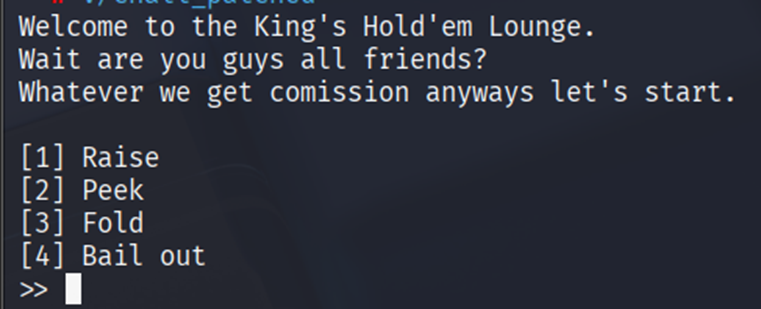 # ./chall_patched
Welcome to the King's Hold'em Lounge.
Wait are you guys all friends?
Whatever we get comission anyways let's start.
[1] Raise
[2] Peek
[3] Fold
[4] Bail out
>>